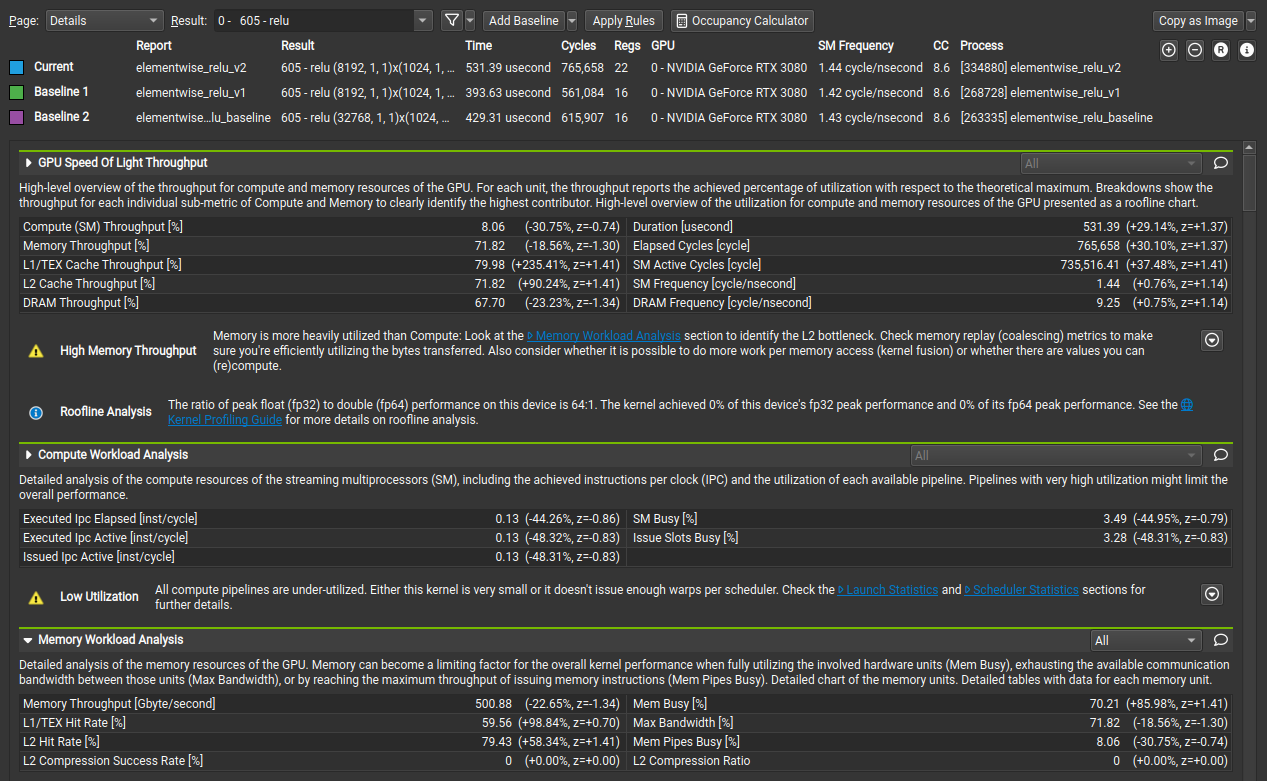 Page: Details Result: 0 - 605 - relu Add Baseline Apply Rules Occupancy Calculator Copy as Image
Report Result Time Cycles Regs GPU SM Frequency CC Process
Current elementwise_relu_v2 605 - relu (8192, 1, 1)x(1024, 1, ... 531.39 usecond 765,658 22 0 - NVIDIA GeForce RTX 3080 1.44 cycle/nsecond 8.6 [334880] elementwise_relu_v2
Baseline 1 elementwise_relu_v1 605 - relu (8192, 1, 1)x(1024, 1, ... 393.63 usecond 561,084 16 0 - NVIDIA GeForce RTX 3080 1.42 cycle/nsecond 8.6 [268728] elementwise_relu_v1
Baseline 2 elementwise...lu_baseline 605 - relu (32768, 1, 1)x(1024, ... 429.31 usecond 615,907 16 0 - NVIDIA GeForce RTX 3080 1.43 cycle/nsecond 8.6 [263335] elementwise_relu_baseline
GPU Speed Of Light Throughput All
High-level overview of the throughput for compute and memory resources of the GPU. For each unit, the throughput reports the achieved percentage of utilization with respect to the theoretical maximum. Breakdowns show the
throughput for each individual sub-metric of Compute and Memory to clearly identify the highest contributor. High-level overview of the utilization for compute and memory resources of the GPU presented as a roofline chart.
Compute (SM) Throughput [%] 8.06 (-30.75%, z=-0.74) Duration [usecond] 531.39 (+29.14%, z=+1.37)
Memory Throughput [%] 71.82 (-18.56%, z=-1.30) Elapsed Cycles [cycle] 765,658 (+30.10%, z=+1.37)
L1/TEX Cache Throughput [%] 79.98 (+235.41%, z=+1.41) SM Active Cycles [cycle] 735,516.41 (+37.48%, z=+1.41)
L2 Cache Throughput [%] 71.82 (+90.24%, z=+1.41) SM Frequency [cycle/nsecond] 1.44 (+0.76%, z=+1.14)
DRAM Throughput [%] 67.70 (-23.23%, z=-1.34) DRAM Frequency [cycle/nsecond] 9.25 (+0.75%, z=+1.14)
Memory is more heavily utilized than Compute: Look at the Memory Workload Analysis section to identify the L2 bottleneck. Check memory replay (coalescing) metrics to make
High Memory Throughput sure you're efficiently utilizing the bytes transferred. Also consider whether it is possible to do more work per memory access (kernel fusion) or whether there are values you can
(re)compute.
Roofline Analysis The ratio of peak float (fp32) to double (fp64) performance on this device is 64:1. The kernel achieved 0% of this device's fp32 peak performance and 0% of its fp64 peak performance. See the
Kernel Profiling Guide for more details on roofline analysis.
Compute Workload Analysis All
Detailed analysis of the compute resources of the streaming multiprocessors (SM), including the achieved instructions per clock (IPC) and the utilization of each available pipeline. Pipelines with very high utilization might limit the
overall performance.
Executed Ipc Elapsed [inst/cycle] 0.13 (-44.26%, z=-0.86) SM Busy [%] 3.49 (-44.95%, z=-0.79)
Executed Ipc Active [inst/cycle] 0.13 (-48.32%, z=-0.83) Issue Slots Busy [%] 3.28 (-48.31%, z=-0.83)
Issued Ipc Active [inst/cycle] 0.13 (-48.31%, z=-0.83)
Low Utilization All compute pipelines are under-utilized. Either this kernel is very small or it doesn't issue enough warps per scheduler. Check the Launch Statistics and Scheduler Statistics sections for
further details.
Memory Workload Analysis All
Detailed analysis of the memory resources of the GPU. Memory can become a limiting factor for the overall kernel performance when fully utilizing the involved hardware units (Mem Busy), exhausting the available communication
bandwidth between those units (Max Bandwidth), or by reaching the maximum throughput of issuing memory instructions (Mem Pipes Busy). Detailed chart of the memory units. Detailed tables with data for each memory unit.
Memory Throughput [Gbyte/second] 500.88 (-22.65%, z=-1.34) Mem Busy [%] 70.21 (+85.98%, z=+1.41)
L1/TEX Hit Rate [%] 59.56 (+98.84%, z=+0.70) Max Bandwidth [%] 71.82 (-18.56%, z=-1.30)
L2 Hit Rate [%] 79.43 (+58.34%, z=+1.41) Mem Pipes Busy [%] 8.06 (-30.75%, z=-0.74)
L2 Compression Success Rate [%] 0 (+0.00%, z=+0.00) L2 Compression Ratio 0 (+0.00%, z=+0.00)